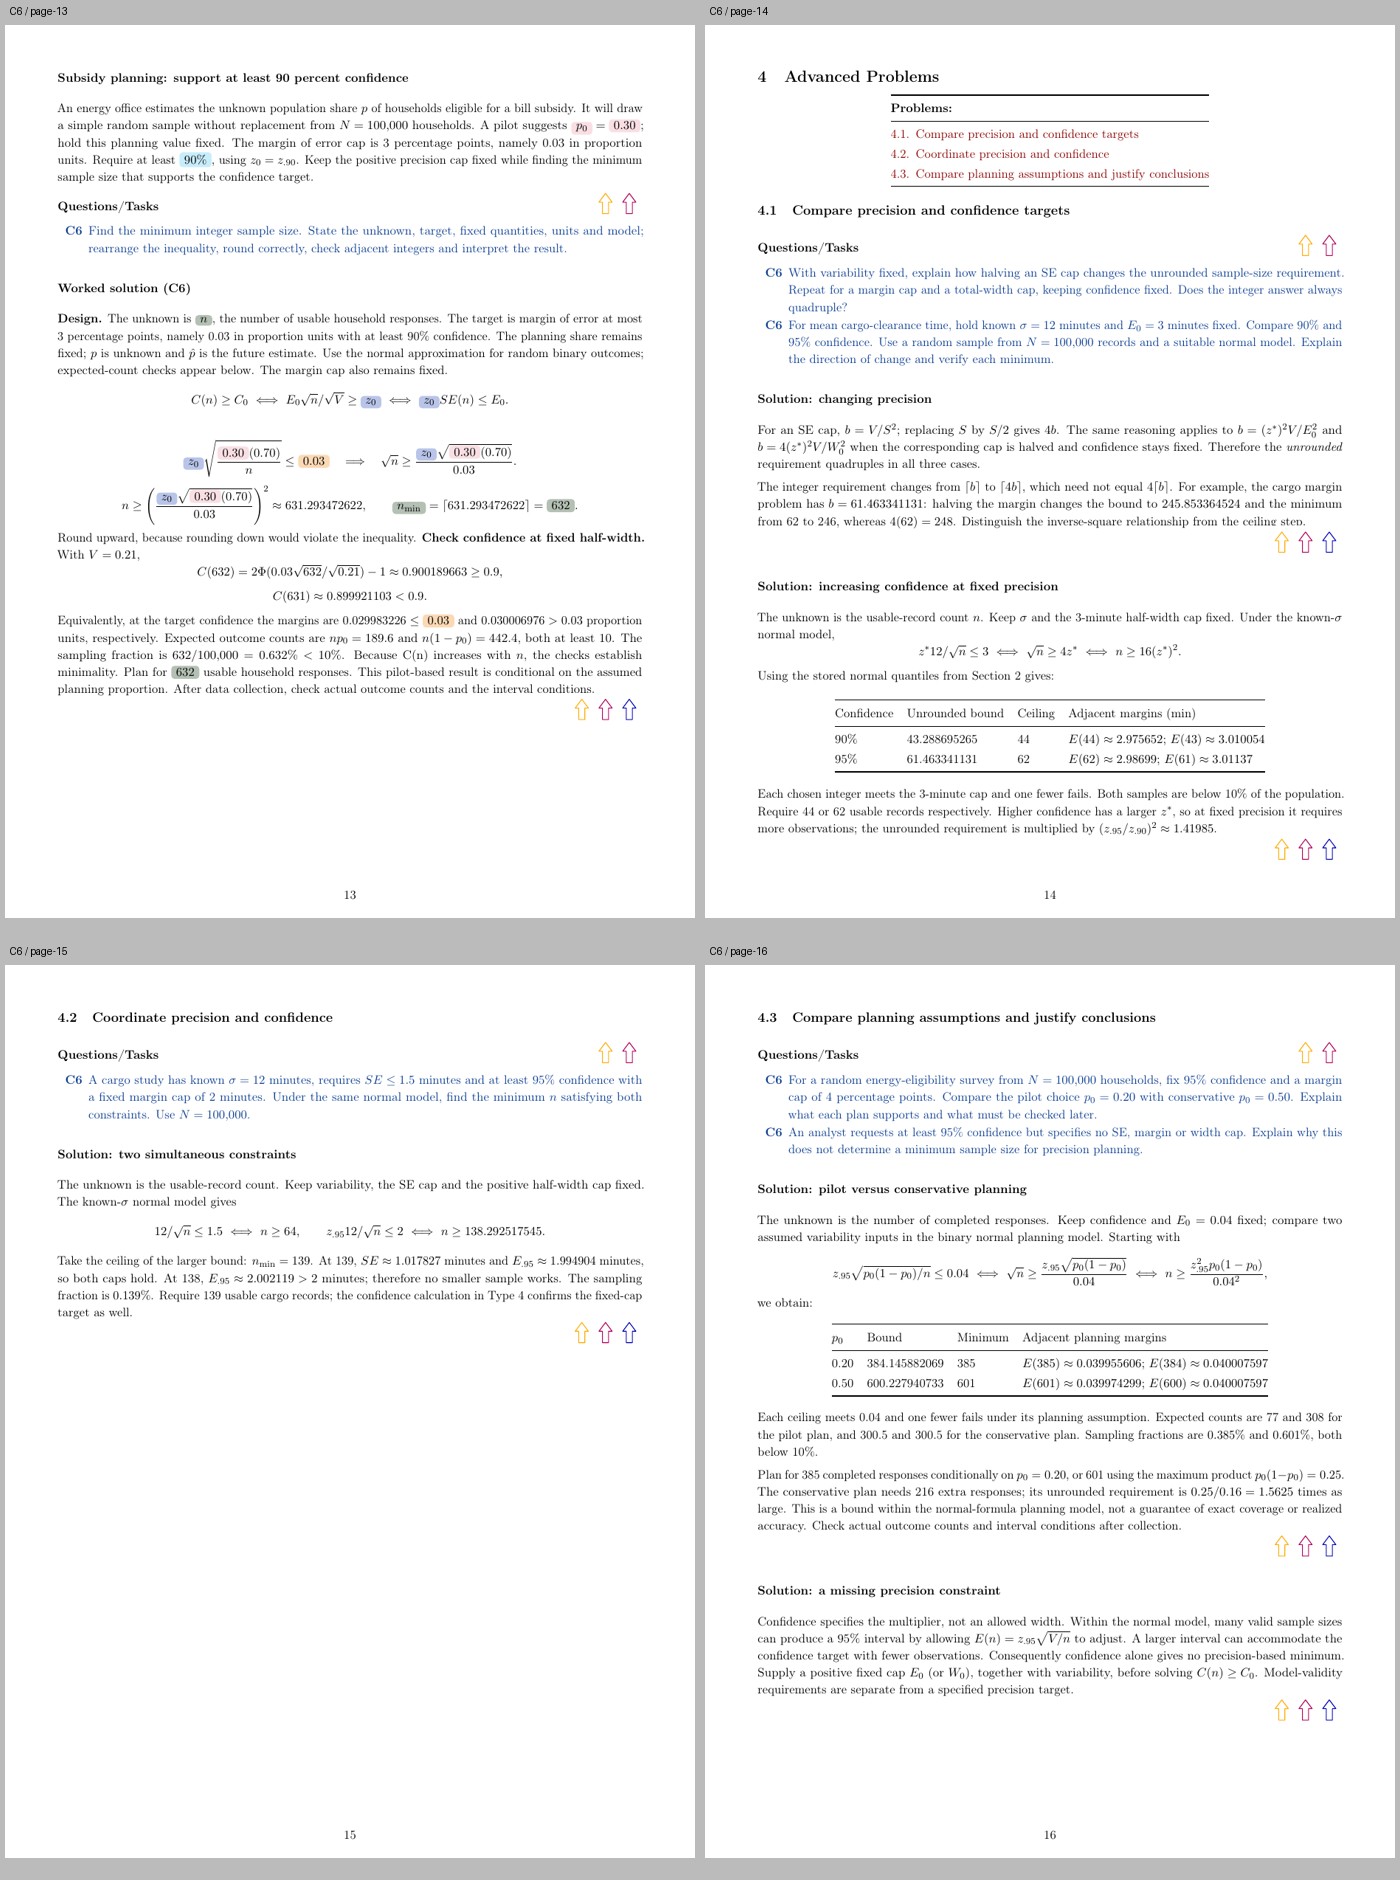 C6 / page-13
Subsidy planning: support at least 90 percent confidence
An energy office estimates the unknown population share p of households eligible for a bill subsidy. It will draw
a simple random sample without replacement from N = 100,000 households. A pilot suggests p₀ = 0.30;
hold this planning value fixed. The margin of error cap is 3 percentage points, namely 0.03 in proportion
units. Require at least 90%, using z₀ = z.₉₀. Keep the positive precision cap fixed while finding the minimum
sample size that supports the confidence target.
Questions/Tasks
C6 Find the minimum integer sample size. State the unknown, target, fixed quantities, units and model;
rearrange the inequality, round correctly, check adjacent integers and interpret the result.
Worked solution (C6)
Design. The unknown is n, the number of usable household responses. The target is margin of error at most
3 percentage points, namely 0.03 in proportion units with at least 90% confidence. The planning share remains
fixed; p is unknown and p̂ is the future estimate. Use the normal approximation for random binary outcomes;
expected-count checks appear below. The margin cap also remains fixed.
C(n) ≥ C₀ ⟺ E₀√n/√V ≥ z₀ ⟺ z₀SE(n) ≤ E₀.
z₀√(0.30(0.70)/n) ≤ 0.03 ⟹ √n ≥ z₀√(0.30(0.70))/0.03.
n ≥ (z₀√(0.30(0.70))/0.03)² ≈ 631.293472622, n_min = ⌈631.293472622⌉ = 632.
Round upward, because rounding down would violate the inequality. Check confidence at fixed half-width.
With V = 0.21,
C(632) = 2Φ(0.03√632/√0.21) − 1 ≈ 0.900189663 ≥ 0.9,
C(631) ≈ 0.899921103 < 0.9.
Equivalently, at the target confidence the margins are 0.029983226 ≤ 0.03 and 0.030006976 > 0.03 proportion
units, respectively. Expected outcome counts are np₀ = 189.6 and n(1 − p₀) = 442.4, both at least 10. The
sampling fraction is 632/100,000 = 0.632% < 10%. Because C(n) increases with n, the checks establish
minimality. Plan for 632 usable household responses. This pilot-based result is conditional on the assumed
planning proportion. After data collection, check actual outcome counts and the interval conditions.
13
C6 / page-14
4 Advanced Problems
Problems:
4.1. Compare precision and confidence targets
4.2. Coordinate precision and confidence
4.3. Compare planning assumptions and justify conclusions
4.1 Compare precision and confidence targets
Questions/Tasks
C6 With variability fixed, explain how halving an SE cap changes the unrounded sample-size requirement.
Repeat for a margin cap and a total-width cap, keeping confidence fixed. Does the integer answer always
quadruple?
C6 For mean cargo-clearance time, hold known σ = 12 minutes and E₀ = 3 minutes fixed. Compare 90% and
95% confidence. Use a random sample from N = 100,000 records and a suitable normal model. Explain
the direction of change and verify each minimum.
Solution: changing precision
For an SE cap, b = V/S²; replacing S by S/2 gives 4b. The same reasoning applies to b = (z*)²V/E₀² and
b = 4(z*)²V/W₀² when the corresponding cap is halved and confidence stays fixed. Therefore the unrounded
requirement quadruples in all three cases.
The integer requirement changes from ⌈b⌉ to ⌈4b⌉, which need not equal 4⌈b⌉. For example, the cargo margin
problem has b = 61.463341131: halving the margin changes the bound to 245.853364524 and the minimum
from 62 to 246, whereas 4(62) = 248. Distinguish the inverse-square relationship from the ceiling step.
Solution: increasing confidence at fixed precision
The unknown is the usable-record count n. Keep σ and the 3-minute half-width cap fixed. Under the known-σ
normal model,
z*12/√n ≤ 3 ⟺ √n ≥ 4z* ⟺ n ≥ 16(z*)².
Using the stored normal quantiles from Section 2 gives:
Confidence Unrounded bound Ceiling Adjacent margins (min)
90% 43.288695265 44 E(44) ≈ 2.975652; E(43) ≈ 3.010054
95% 61.463341131 62 E(62) ≈ 2.98699; E(61) ≈ 3.01137
Each chosen integer meets the 3-minute cap and one fewer fails. Both samples are below 10% of the population.
Require 44 or 62 usable records respectively. Higher confidence has a larger z*, so at fixed precision it requires
more observations; the unrounded requirement is multiplied by (z.₉₅/z.₉₀)² ≈ 1.41985.
14
C6 / page-15
4.2 Coordinate precision and confidence
Questions/Tasks
C6 A cargo study has known σ = 12 minutes, requires SE ≤ 1.5 minutes and at least 95% confidence with
a fixed margin cap of 2 minutes. Under the same normal model, find the minimum n satisfying both
constraints. Use N = 100,000.
Solution: two simultaneous constraints
The unknown is the usable-record count. Keep variability, the SE cap and the positive half-width cap fixed.
The known-σ normal model gives
12/√n ≤ 1.5 ⟺ n ≥ 64, z.₉₅12/√n ≤ 2 ⟺ n ≥ 138.292517545.
Take the ceiling of the larger bound: n_min = 139. At 139, SE ≈ 1.017827 minutes and E.₉₅ ≈ 1.994904 minutes,
so both caps hold. At 138, E.₉₅ ≈ 2.002119 > 2 minutes; therefore no smaller sample works. The sampling
fraction is 0.139%. Require 139 usable cargo records; the confidence calculation in Type 4 confirms the fixed-cap
target as well.
15
C6 / page-16
4.3 Compare planning assumptions and justify conclusions
Questions/Tasks
C6 For a random energy-eligibility survey from N = 100,000 households, fix 95% confidence and a margin
cap of 4 percentage points. Compare the pilot choice p₀ = 0.20 with conservative p₀ = 0.50. Explain
what each plan supports and what must be checked later.
C6 An analyst requests at least 95% confidence but specifies no SE, margin or width cap. Explain why this
does not determine a minimum sample size for precision planning.
Solution: pilot versus conservative planning
The unknown is the number of completed responses. Keep confidence and E₀ = 0.04 fixed; compare two
assumed variability inputs in the binary normal planning model. Starting with
z.₉₅√(p₀(1 − p₀)/n) ≤ 0.04 ⟺ √n ≥ z.₉₅√(p₀(1 − p₀))/0.04 ⟺ n ≥ z².₉₅p₀(1 − p₀)/0.04²,
we obtain:
p₀ Bound Minimum Adjacent planning margins
0.20 384.145882069 385 E(385) ≈ 0.039955606; E(384) ≈ 0.040007597
0.50 600.227940733 601 E(601) ≈ 0.039974299; E(600) ≈ 0.040007597
Each ceiling meets 0.04 and one fewer fails under its planning assumption. Expected counts are 77 and 308 for
the pilot plan, and 300.5 and 300.5 for the conservative plan. Sampling fractions are 0.385% and 0.601%, both
below 10%.
Plan for 385 completed responses conditionally on p₀ = 0.20, or 601 using the maximum product p₀(1−p₀) = 0.25.
The conservative plan needs 216 extra responses; its unrounded requirement is 0.25/0.16 = 1.5625 times as
large. This is a bound within the normal-formula planning model, not a guarantee of exact coverage or realized
accuracy. Check actual outcome counts and interval conditions after collection.
Solution: a missing precision constraint
Confidence specifies the multiplier, not an allowed width. Within the normal model, many valid sample sizes
can produce a 95% interval by allowing E(n) = z.₉₅√(V/n) to adjust. A larger interval can accommodate the
confidence target with fewer observations. Consequently confidence alone gives no precision-based minimum.
Supply a positive fixed cap E₀ (or W₀), together with variability, before solving C(n) ≥ C₀. Model-validity
requirements are separate from a specified precision target.
16